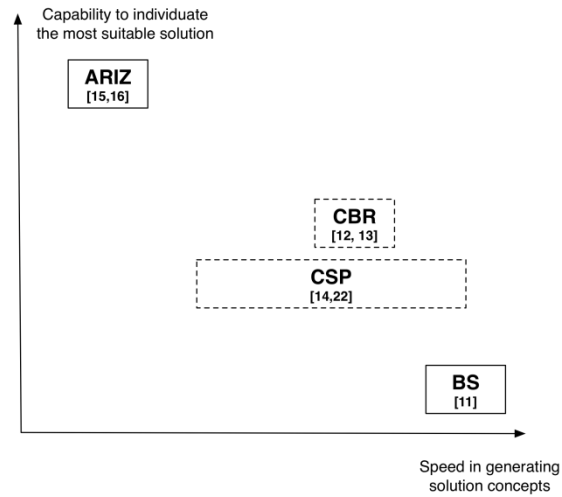 Capability to individuate
the most suitable solution
ARIZ
[15,16]
CBR
[12, 13]
CSP
[14,22]
BS
[11]
Speed in generating
solution concepts